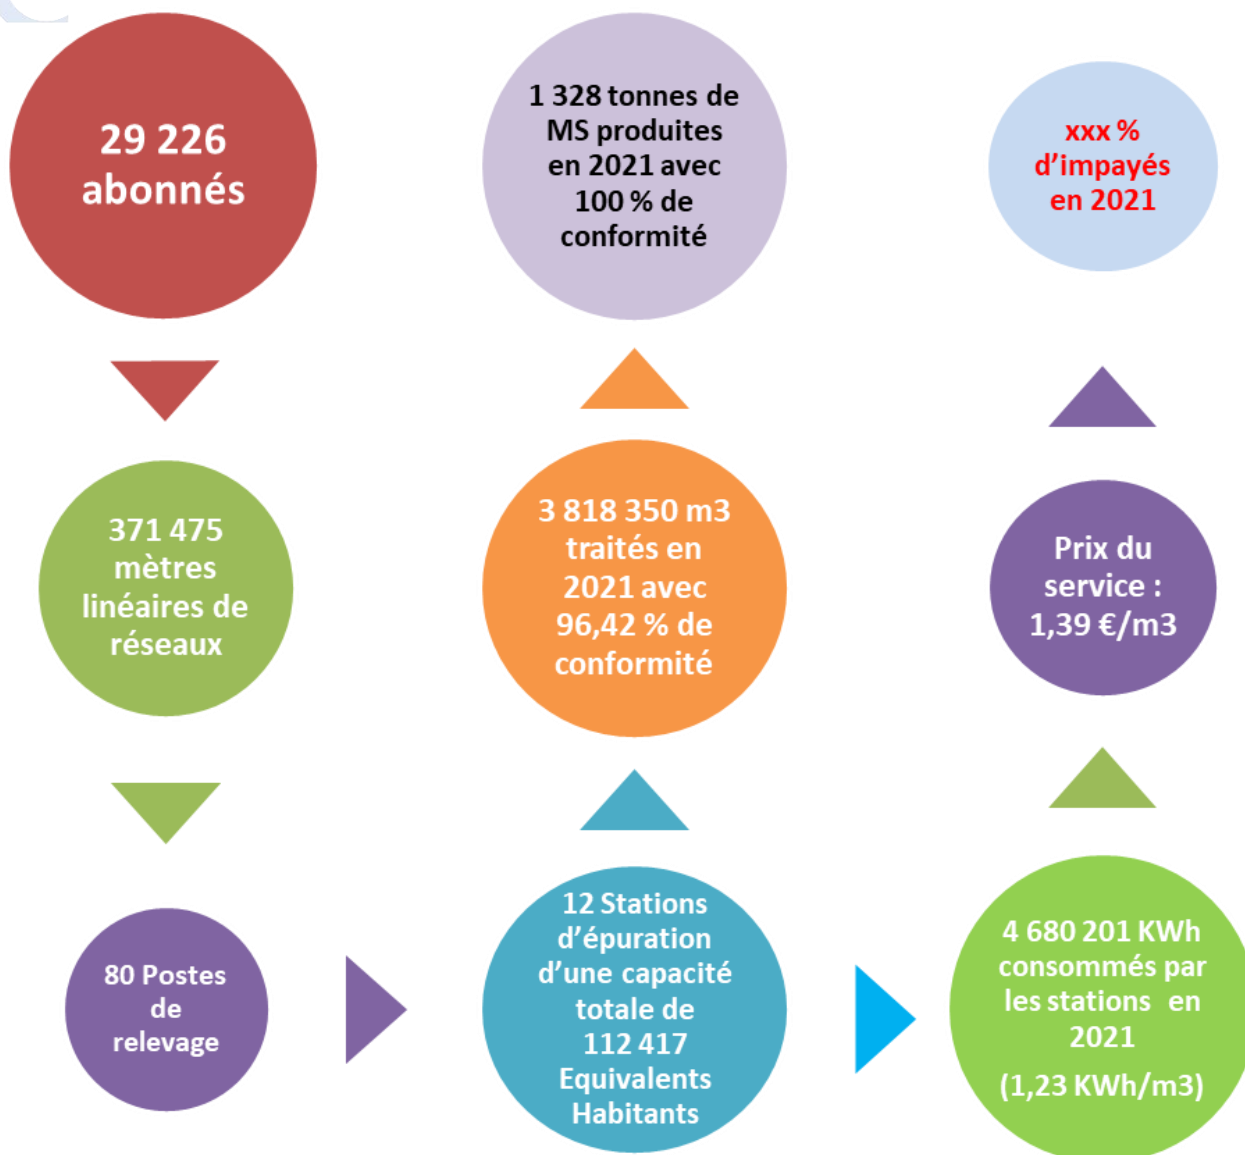 29 226
abonnés
371 475
mètres
linéaires de
réseaux
80 Postes
de
relevage
12 Stations
d’épuration
d’une capacité
totale de
112 417
Equivalents
Habitants
3 818 350 m3
traités en
2021 avec
96,42 % de
conformité
1 328 tonnes de
MS produites
en 2021 avec
100 % de
conformité
4 680 201 KWh
consommés par
les stations en
2021
(1,23 KWh/m3)
Prix du
service :
1,39 €/m3
xxx %
d’impayés
en 2021